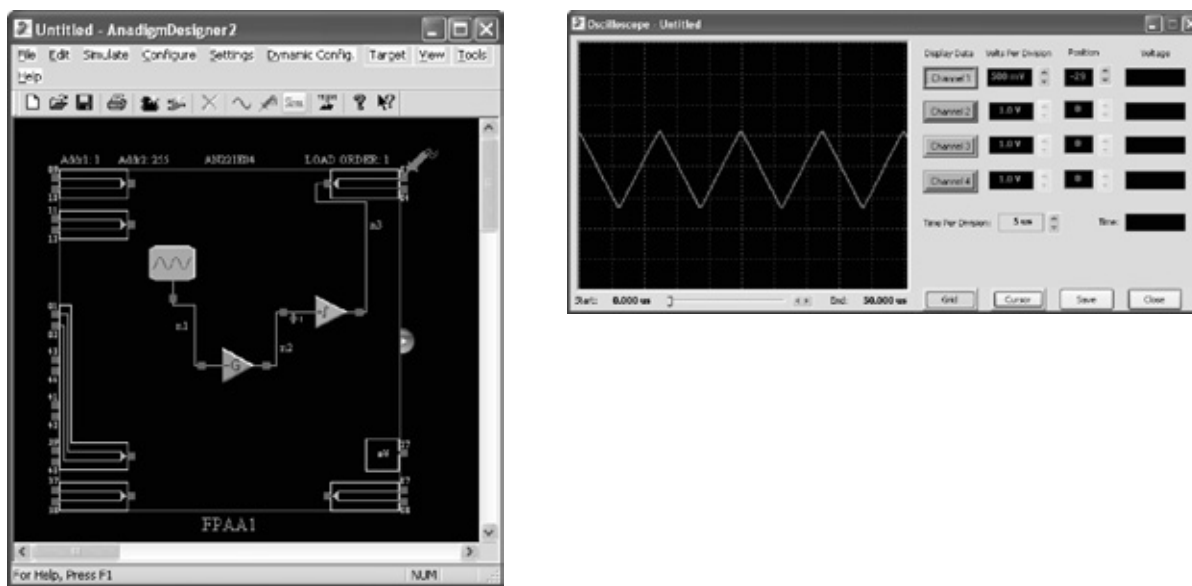 Untitled - AnadigmDesigner2
File Edit Simulate Configure Settings Dynamic Config. Target View Tools
Help
Addr1: 1 Addr2: 255 AN221E04 LOAD ORDER: 1
n3
n1
n2
G
FPAA1
For Help, Press F1 NUM
Oscilloscope - Untitled
Display Data Volts Per Division Position Voltage
Channel 1 500 mV -29
Channel 2 1.0 V 0
Channel 3 1.0 V 0
Channel 4 1.0 V 0
Time Per Division: 5 us Time:
Start: 0.000 us End: 50.000 us Grid Cursor Save Close